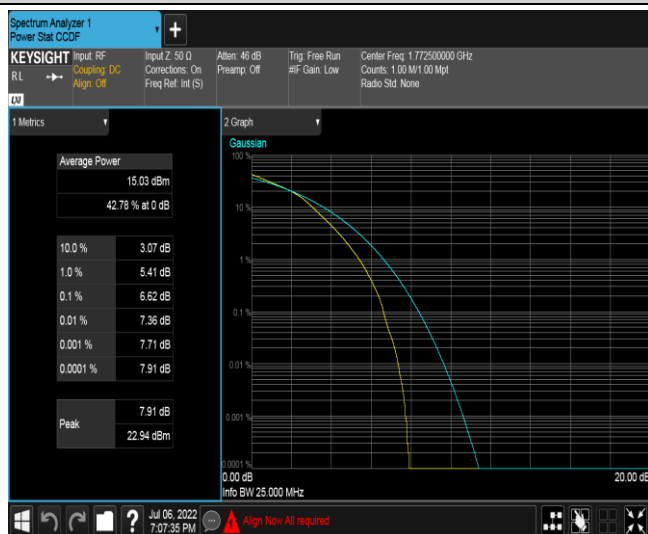 Spectrum Analyzer 1
Power Stat CCDF
KEYSIGHT
RL
LXI
Input: RF
Coupling: DC
Align: Off
Input Z: 50 Ω
Corrections: On
Freq Ref: Int (S)
Atten: 46 dB
Preamp: Off
Trig: Free Run
#IF Gain: Low
Center Freq: 1.772500000 GHz
Counts: 1.00 M/1.00 Mpt
Radio Std: None
1 Metrics
Average Power
15.03 dBm
42.78 % at 0 dB
10.0 % 3.07 dB
1.0 % 5.41 dB
0.1 % 6.62 dB
0.01 % 7.36 dB
0.001 % 7.71 dB
0.0001 % 7.91 dB
Peak
7.91 dB
22.94 dBm
2 Graph
Gaussian
100 %
10 %
1 %
0.1 %
0.01 %
0.001 %
0.0001 %
0.00 dB
20.00 dB
Info BW 25.000 MHz
?
Jul 06, 2022
7:07:35 PM
Align Now All required